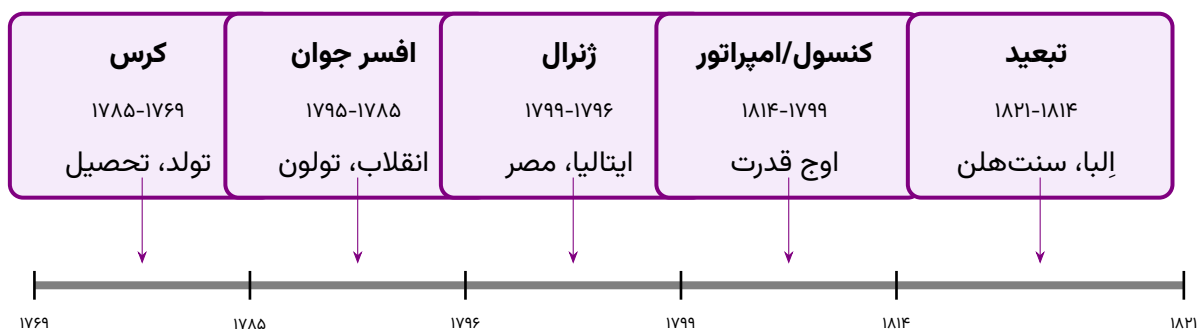 کرس
۱۷۶۹-۱۷۸۵
تولد، تحصیل
افسر جوان
۱۷۸۵-۱۷۹۵
انقلاب، تولون
ژنرال
۱۷۹۶-۱۷۹۹
ایتالیا، مصر
کنسول/امپراتور
۱۷۹۹-۱۸۱۴
اوج قدرت
تبعید
۱۸۱۴-۱۸۲۱
اِلبا، سنت‌هلن
۱۷۶۹
۱۷۸۵
۱۷۹۶
۱۷۹۹
۱۸۱۴
۱۸۲۱